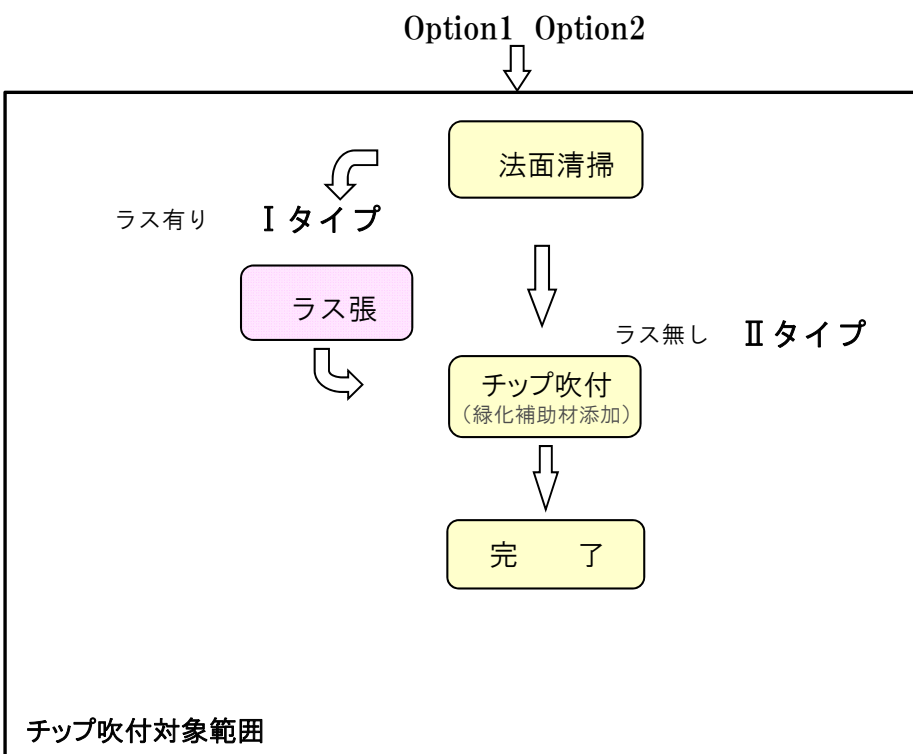 Option1 Option2
法面清掃
ラス有り Ⅰタイプ
ラス張
ラス無し Ⅱタイプ
チップ吹付
（緑化補助材添加）
完 了
チップ吹付対象範囲